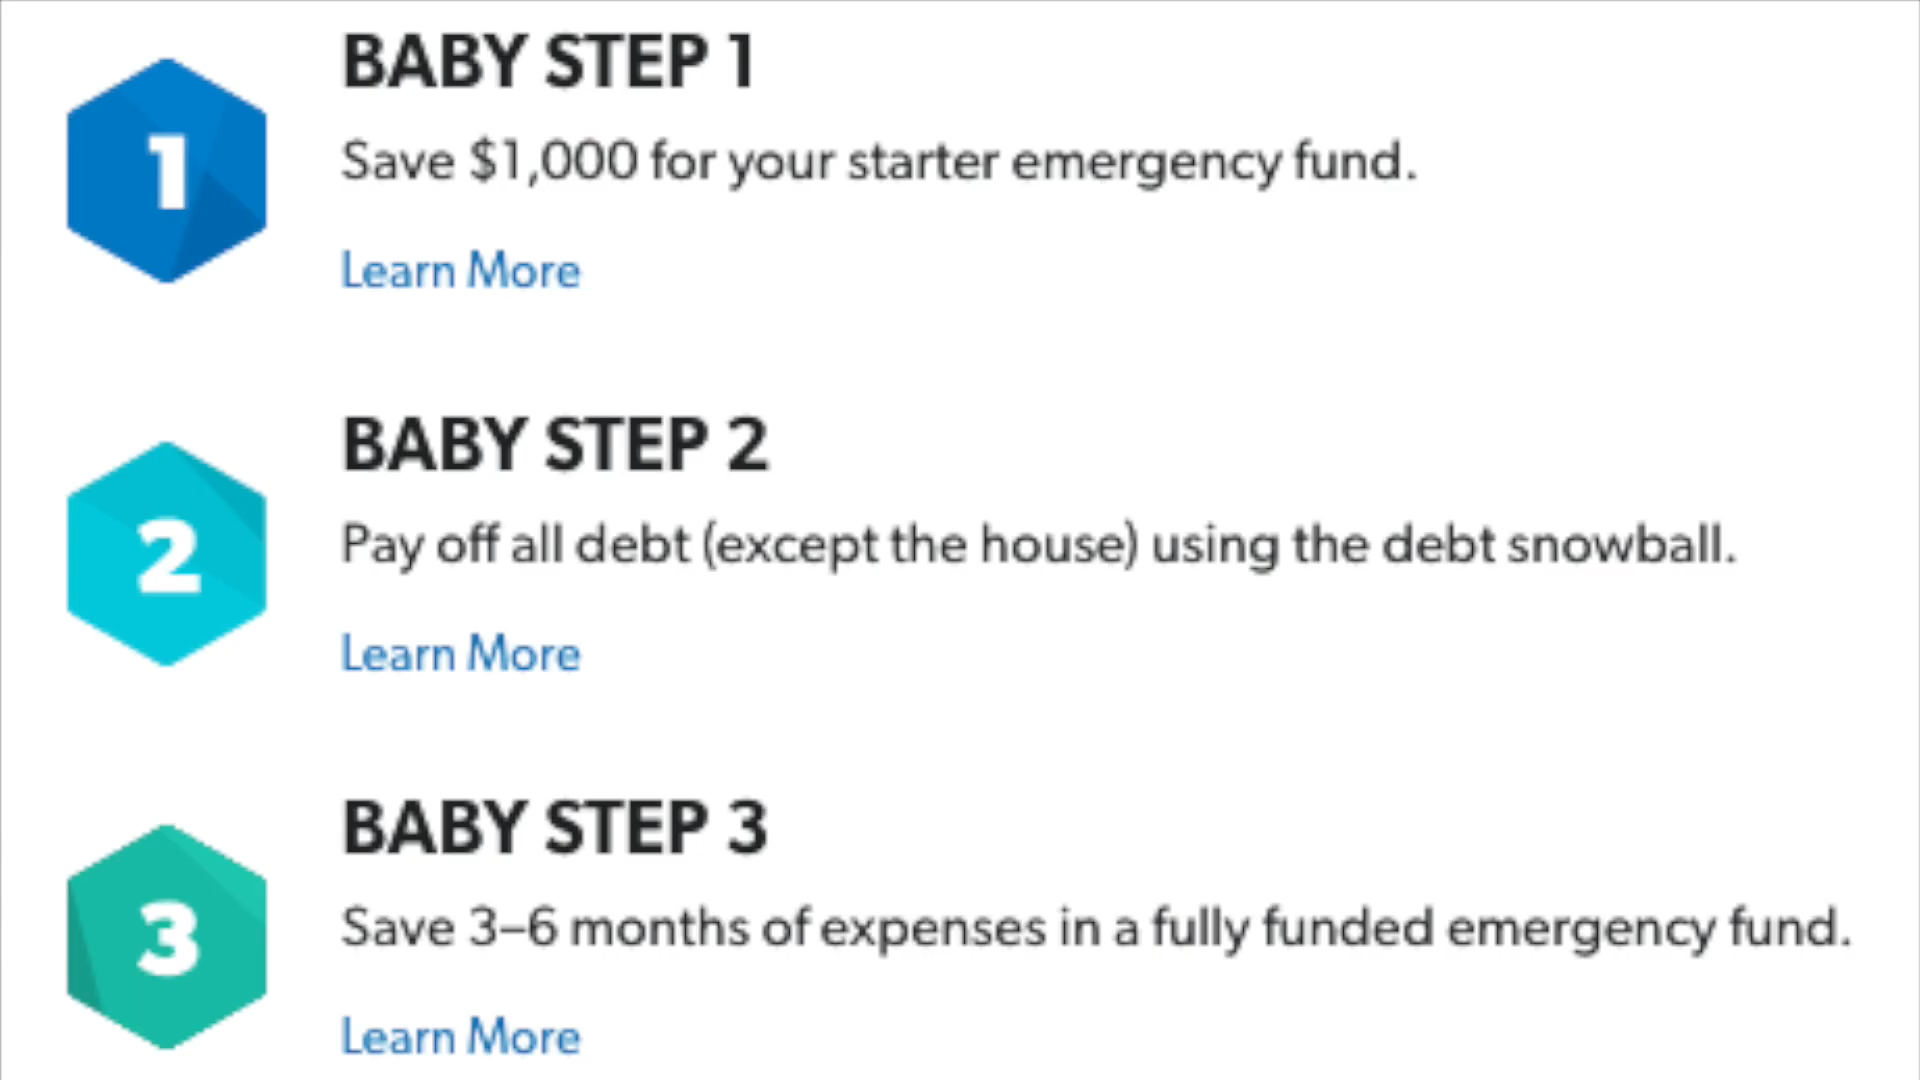 1
BABY STEP 1
Save $1,000 for your starter emergency fund.
Learn More
2
BABY STEP 2
Pay off all debt (except the house) using the debt snowball.
Learn More
3
BABY STEP 3
Save 3–6 months of expenses in a fully funded emergency fund.
Learn More